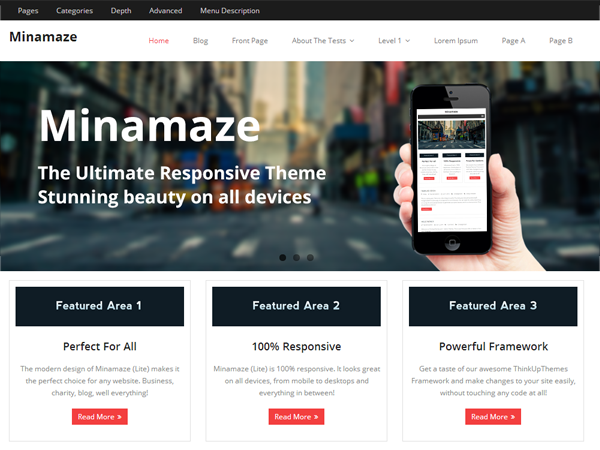 Pages Categories Depth Advanced Menu Description
Minamaze
Home Blog Front Page About The Tests Level 1 Lorem Ipsum Page A Page B
Minamaze
The Ultimate Responsive Theme
Stunning beauty on all devices
Featured Area 1
Perfect For All
The modern design of Minamaze (Lite) makes it
the perfect choice for any website. Business,
charity, blog, well everything!
Read More »
Featured Area 2
100% Responsive
Minamaze (Lite) is 100% responsive. It looks great
on all devices, from mobile to desktops and
everything in between!
Read More »
Featured Area 3
Powerful Framework
Get a taste of our awesome ThinkUpThemes
Framework and make changes to your site easily,
without touching any code at all!
Read More »